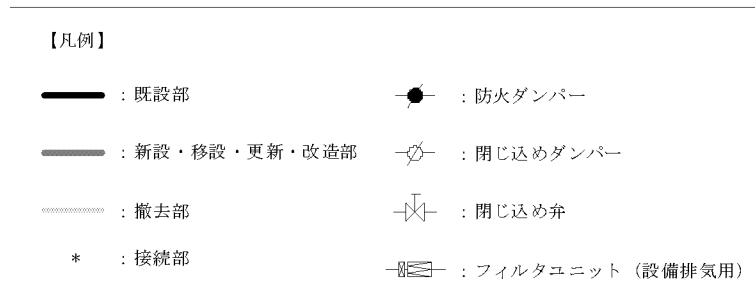 【凡例】
：既設部
：防火ダンパー
：新設・移設・更新・改造部
：閉じ込めダンパー
：撤去部
：閉じ込め弁
*
：接続部
：フィルタユニット（設備排気用）